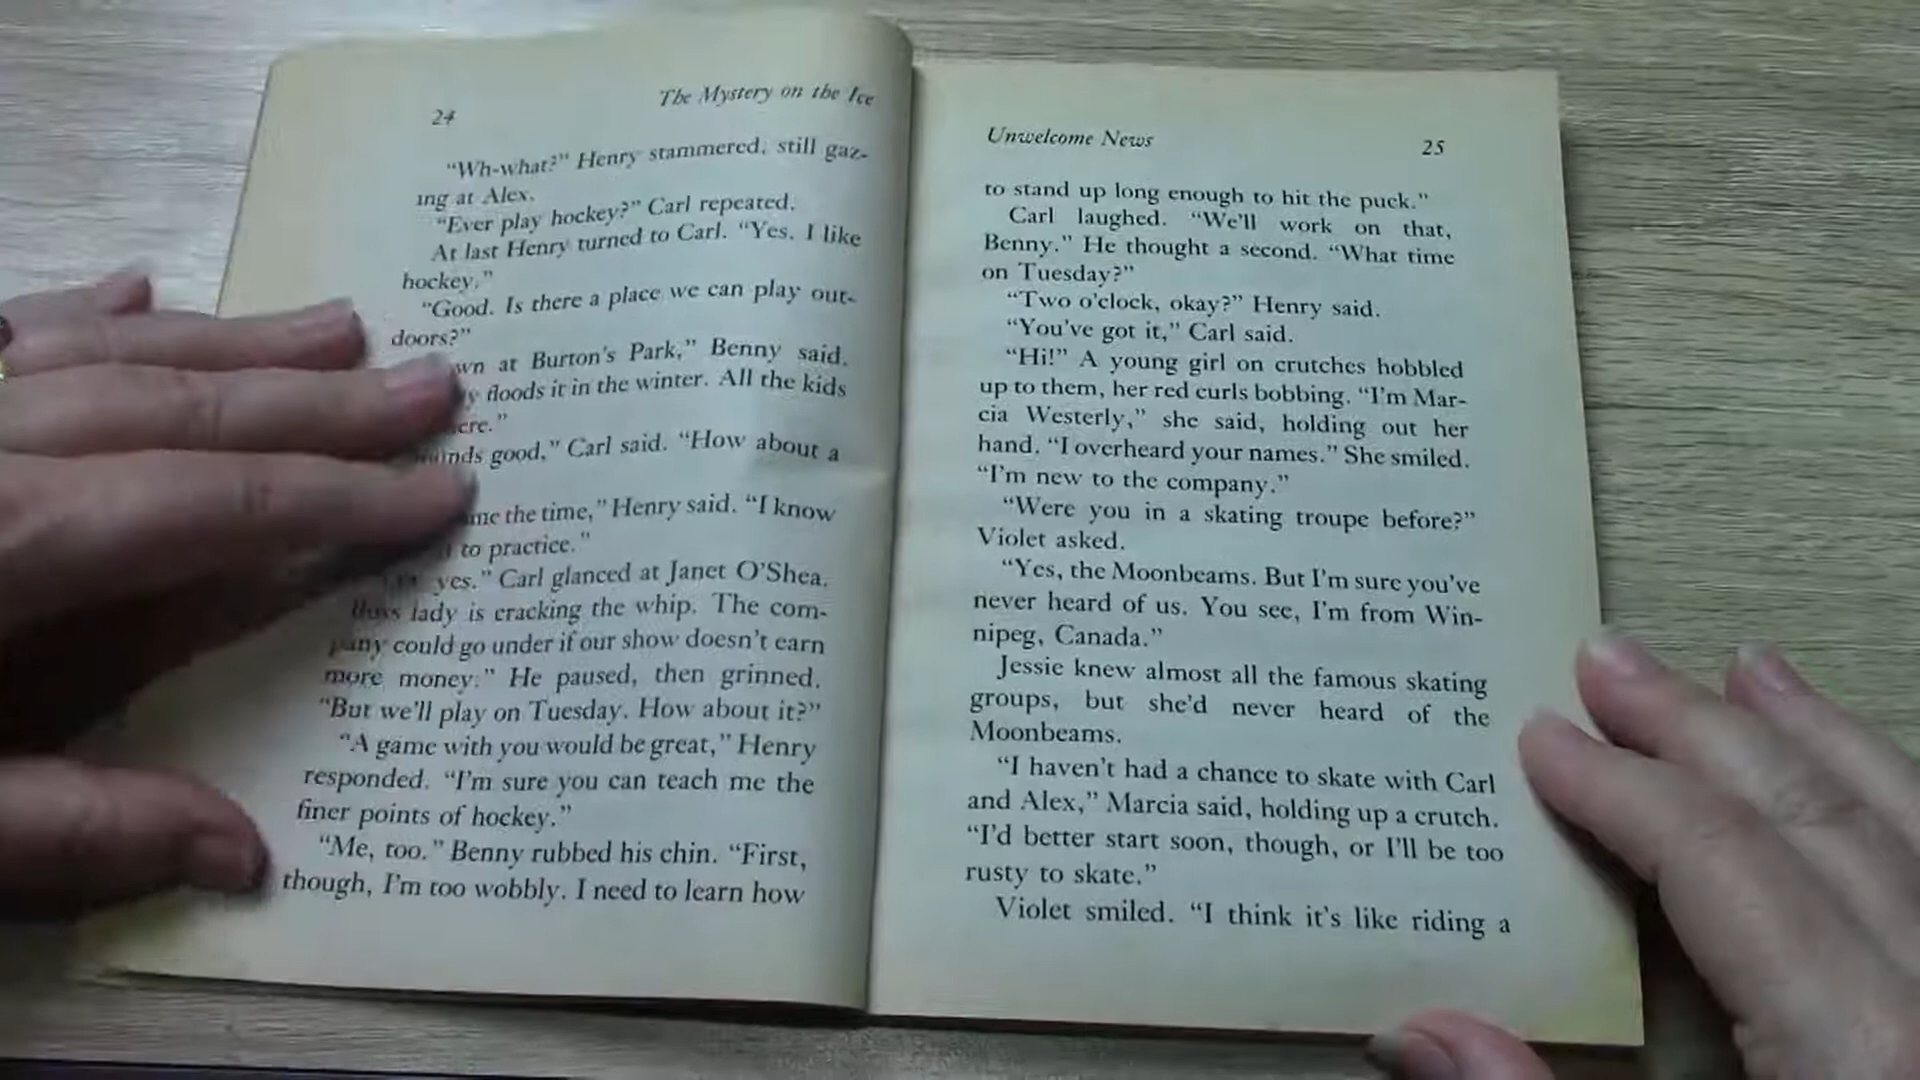 24
The Mystery on the Ice
“Wh-what?” Henry stammered, still gaz-
ing at Alex.
“Ever play hockey?” Carl repeated.
At last Henry turned to Carl. “Yes. I like
hockey.”
“Good. Is there a place we can play out-
doors?”
at Burton’s Park,” Benny said.
floods it in the winter. All the kids
good,” Carl said. “How about a
the time,” Henry said. “I know
to practice.”
yes.” Carl glanced at Janet O’Shea.
lady is cracking the whip. The com-
pany could go under if our show doesn’t earn
more money.” He paused, then grinned.
“But we’ll play on Tuesday. How about it?”
“A game with you would be great,” Henry
responded. “I’m sure you can teach me the
finer points of hockey.”
“Me, too.” Benny rubbed his chin. “First,
though, I’m too wobbly. I need to learn how
Unwelcome News
25
to stand up long enough to hit the puck.”
Carl laughed. “We’ll work on that,
Benny.” He thought a second. “What time
on Tuesday?”
“Two o’clock, okay?” Henry said.
“You’ve got it,” Carl said.
“Hi!” A young girl on crutches hobbled
up to them, her red curls bobbing. “I’m Mar-
cia Westerly,” she said, holding out her
hand. “I overheard your names.” She smiled.
“I’m new to the company.”
“Were you in a skating troupe before?”
Violet asked.
“Yes, the Moonbeams. But I’m sure you’ve
never heard of us. You see, I’m from Win-
nipeg, Canada.”
Jessie knew almost all the famous skating
groups, but she’d never heard of the
Moonbeams.
“I haven’t had a chance to skate with Carl
and Alex,” Marcia said, holding up a crutch.
“I’d better start soon, though, or I’ll be too
rusty to skate.”
Violet smiled. “I think it’s like riding a